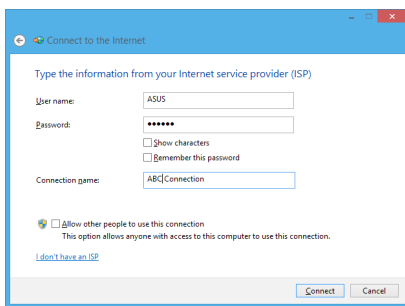 Connect to the Internet
Type the information from your Internet service provider (ISP)
User name: ASUS
Password: ••••••
Show characters
Remember this password
Connection name: ABC Connection
Allow other people to use this connection
This option allows anyone with access to this computer to use this connection.
I don't have an ISP
Connect Cancel